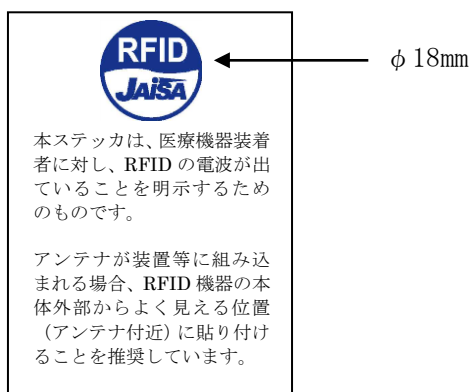 RFID
JAISA
φ18mm
本ステッカは、医療機器装着
者に対し、RFID の電波が出
ていることを明示するため
のものです。
アンテナが装置等に組み込
まれる場合、RFID 機器の本
体外部からよく見える位置
（アンテナ付近）に貼り付け
ることを推奨しています。